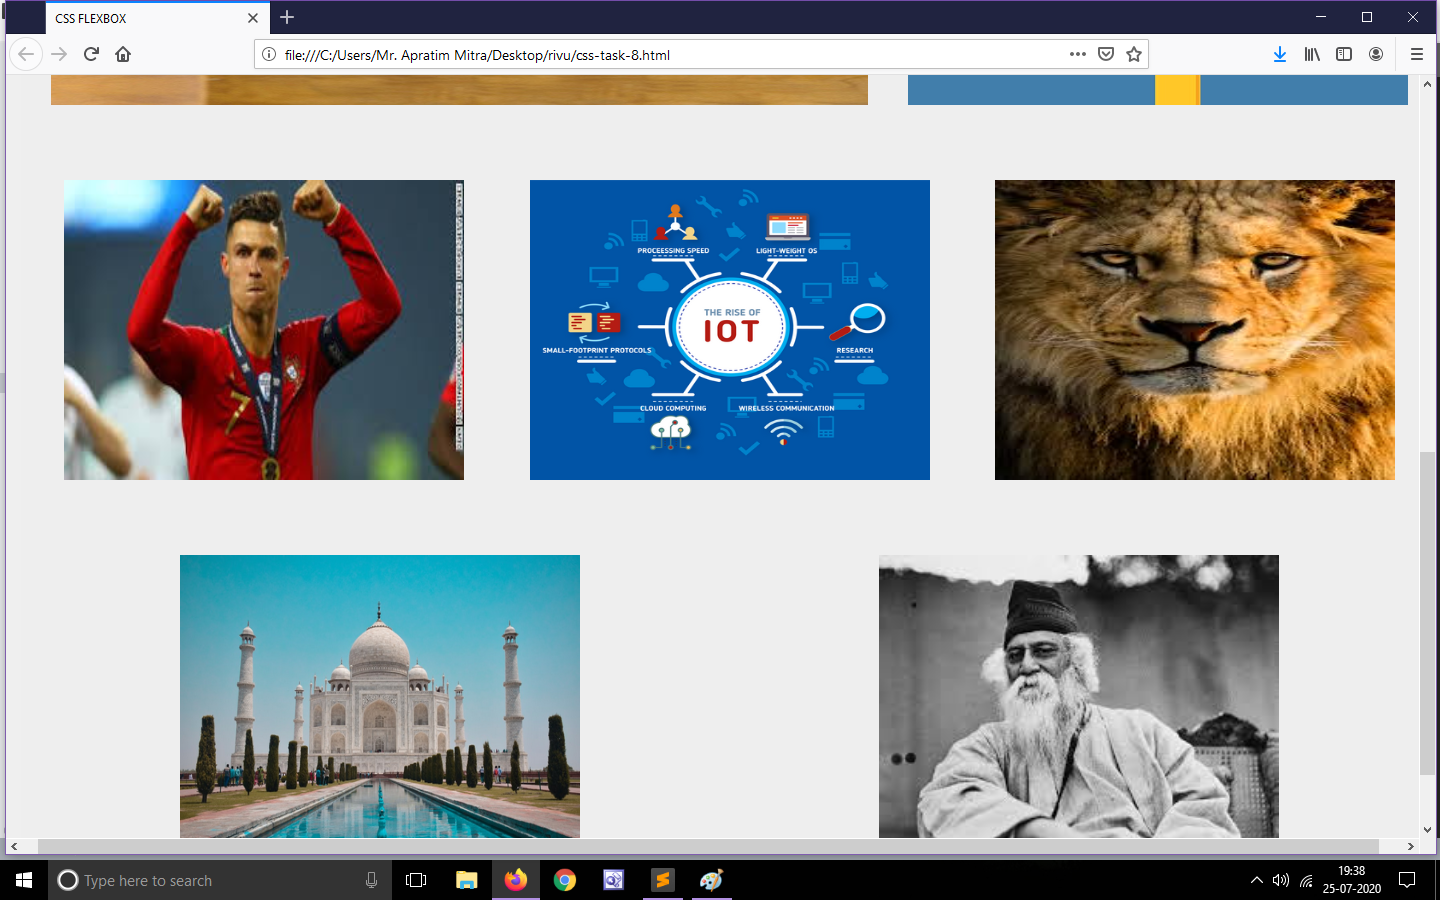 CSS FLEXBOX
file:///C:/Users/Mr. Apratim Mitra/Desktop/rivu/css-task-8.html
7
PROCEESSING SPEED
LIGHT-WEIGHT OS
THE RISE OF
IOT
SMALL-FOOTPRINT PROTOCOLS
RESEARCH
CLOUD COMPUTING
WIRELESS COMMUNICATION
Type here to search
19:38
25-07-2020